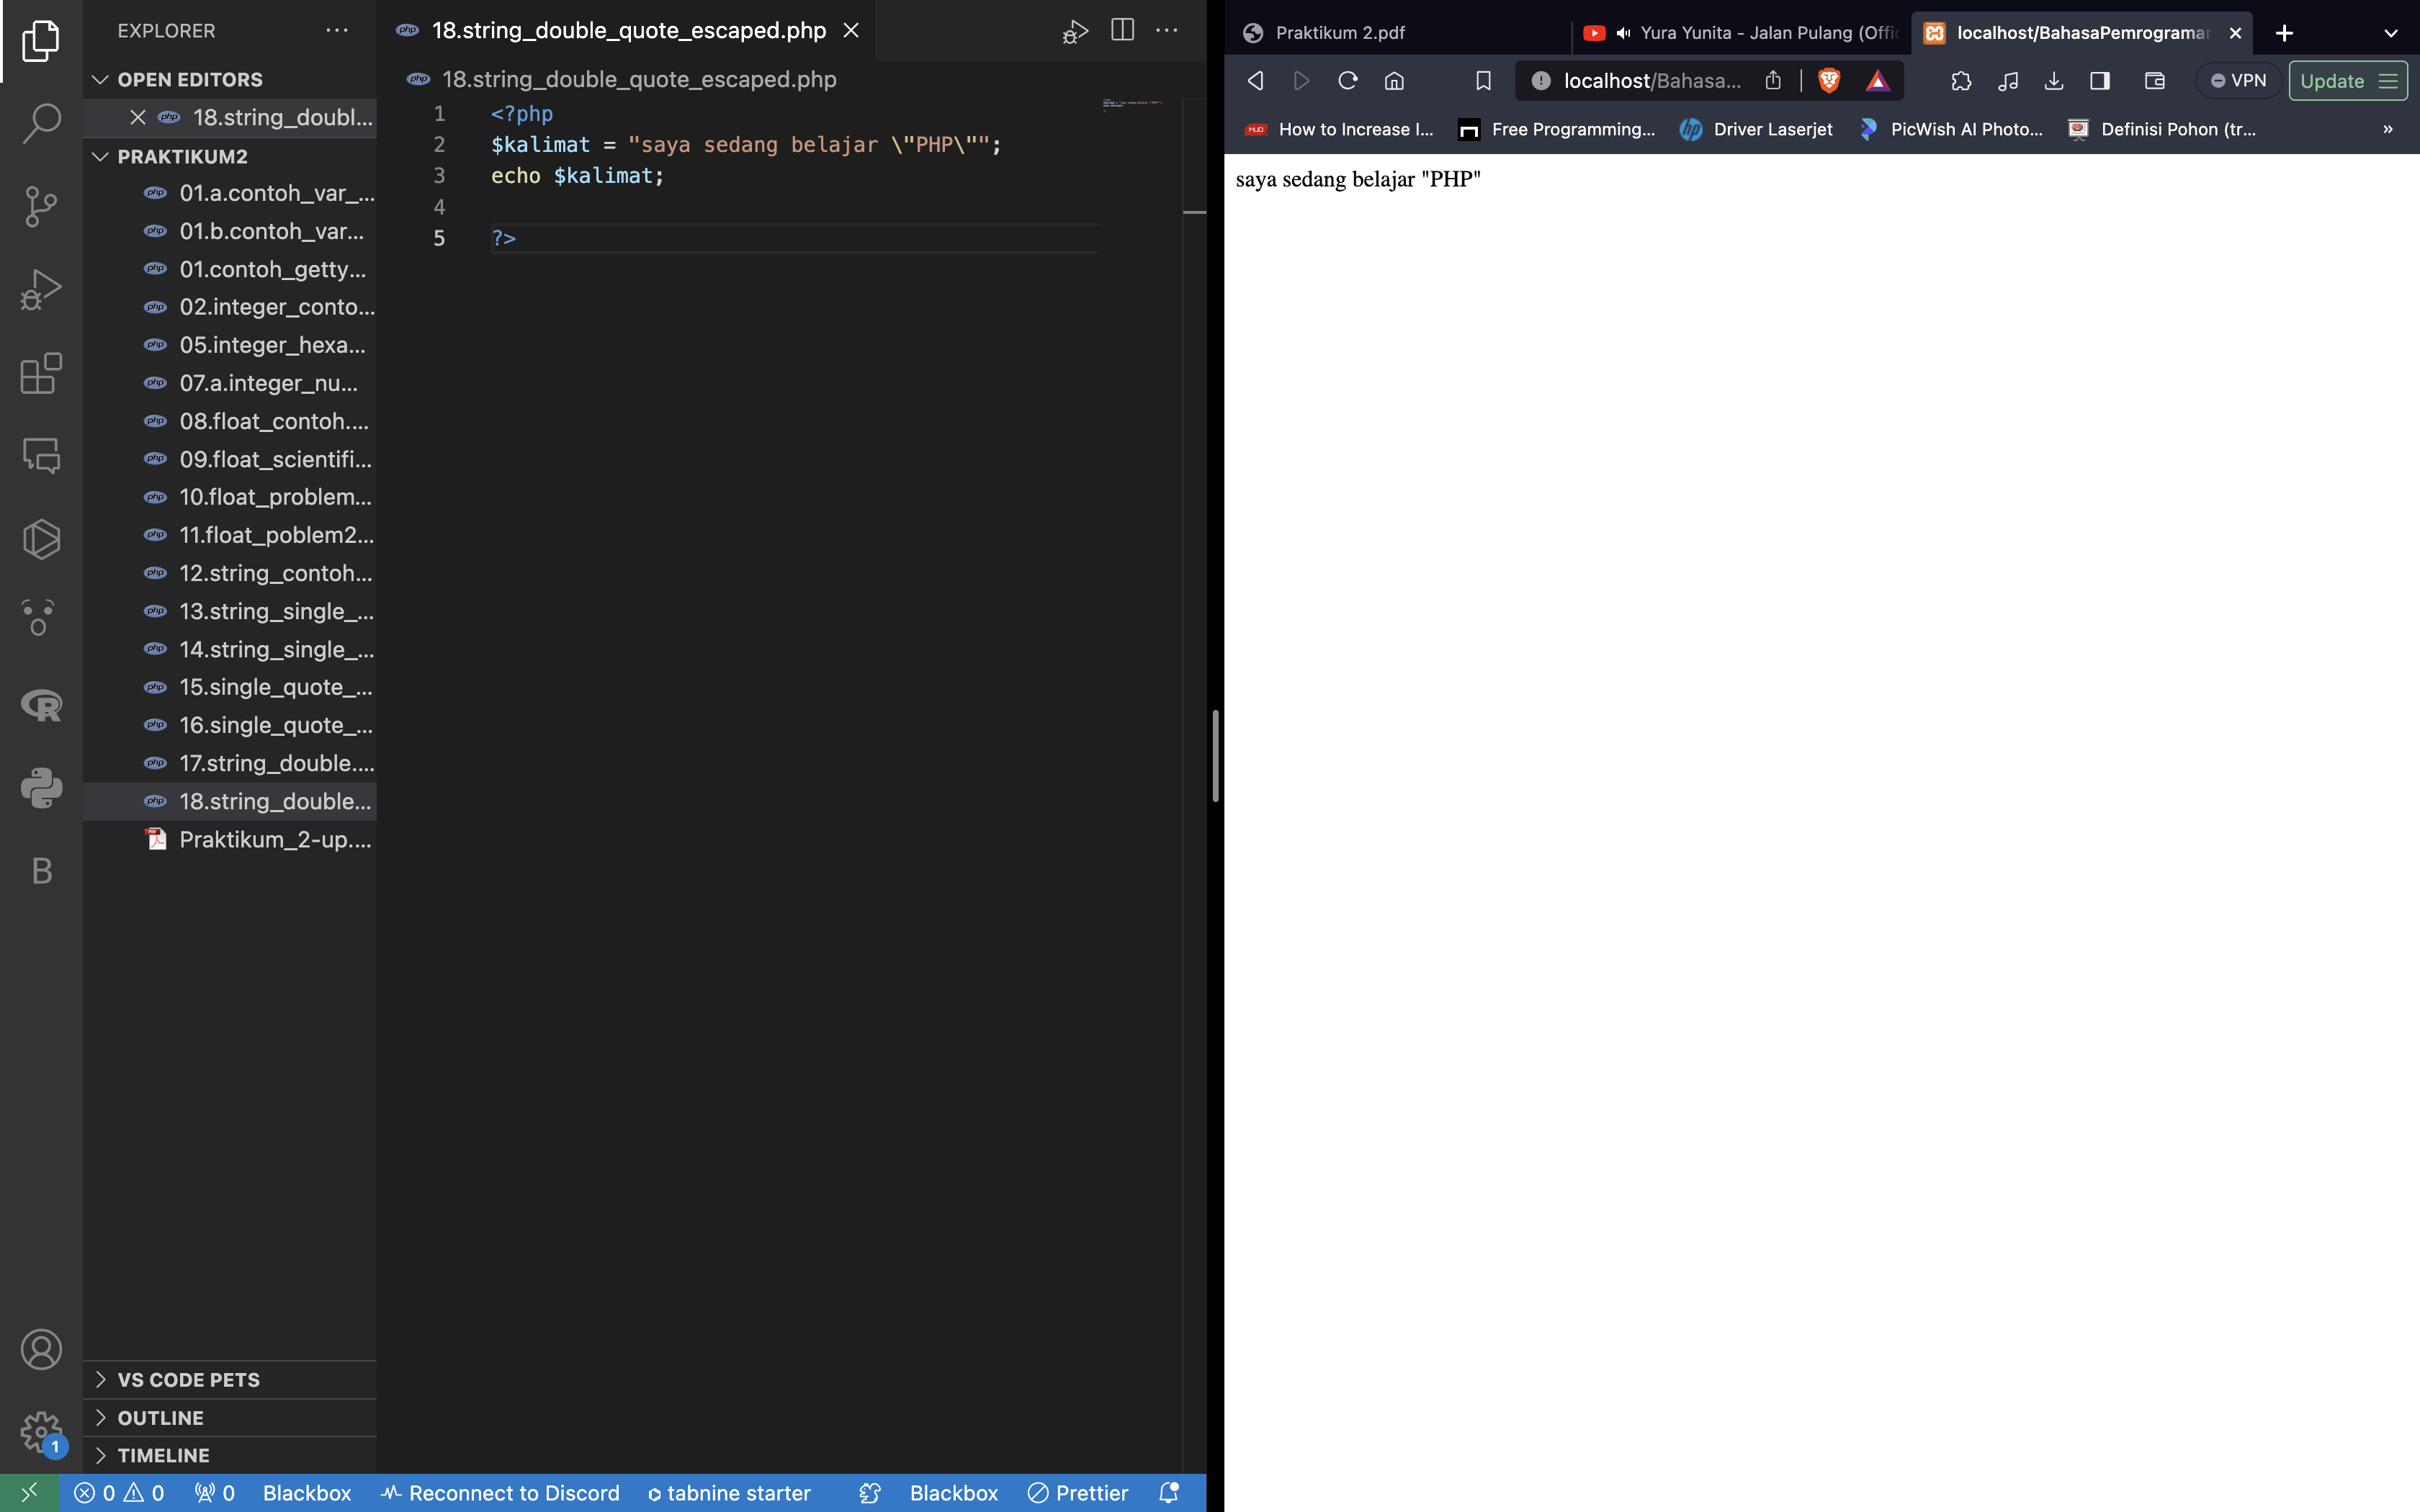 EXPLORER
OPEN EDITORS
18.string_doubl...
PRAKTIKUM2
01.a.contoh_var_...
01.b.contoh_var...
01.contoh_getty...
02.integer_conto...
05.integer_hexa...
07.a.integer_nu...
08.float_contoh....
09.float_scientifi...
10.float_problem...
11.float_poblem2...
12.string_contoh...
13.string_single_...
14.string_single_...
15.single_quote_...
16.single_quote_...
17.string_double....
18.string_double...
Praktikum_2-up....
VS CODE PETS
OUTLINE
TIMELINE
18.string_double_quote_escaped.php
18.string_double_quote_escaped.php
1 <?php
2 $kalimat = "saya sedang belajar \"PHP\"";
3 echo $kalimat;
4
5 ?>
1
0 0 0 Blackbox Reconnect to Discord tabnine starter Blackbox Prettier
Praktikum 2.pdf
Yura Yunita - Jalan Pulang (Offic
localhost/BahasaPemrograman
localhost/Bahasa...
VPN
Update
How to Increase I...
Free Programming...
Driver Laserjet
PicWish AI Photo...
Definisi Pohon (tr...
»
saya sedang belajar "PHP"